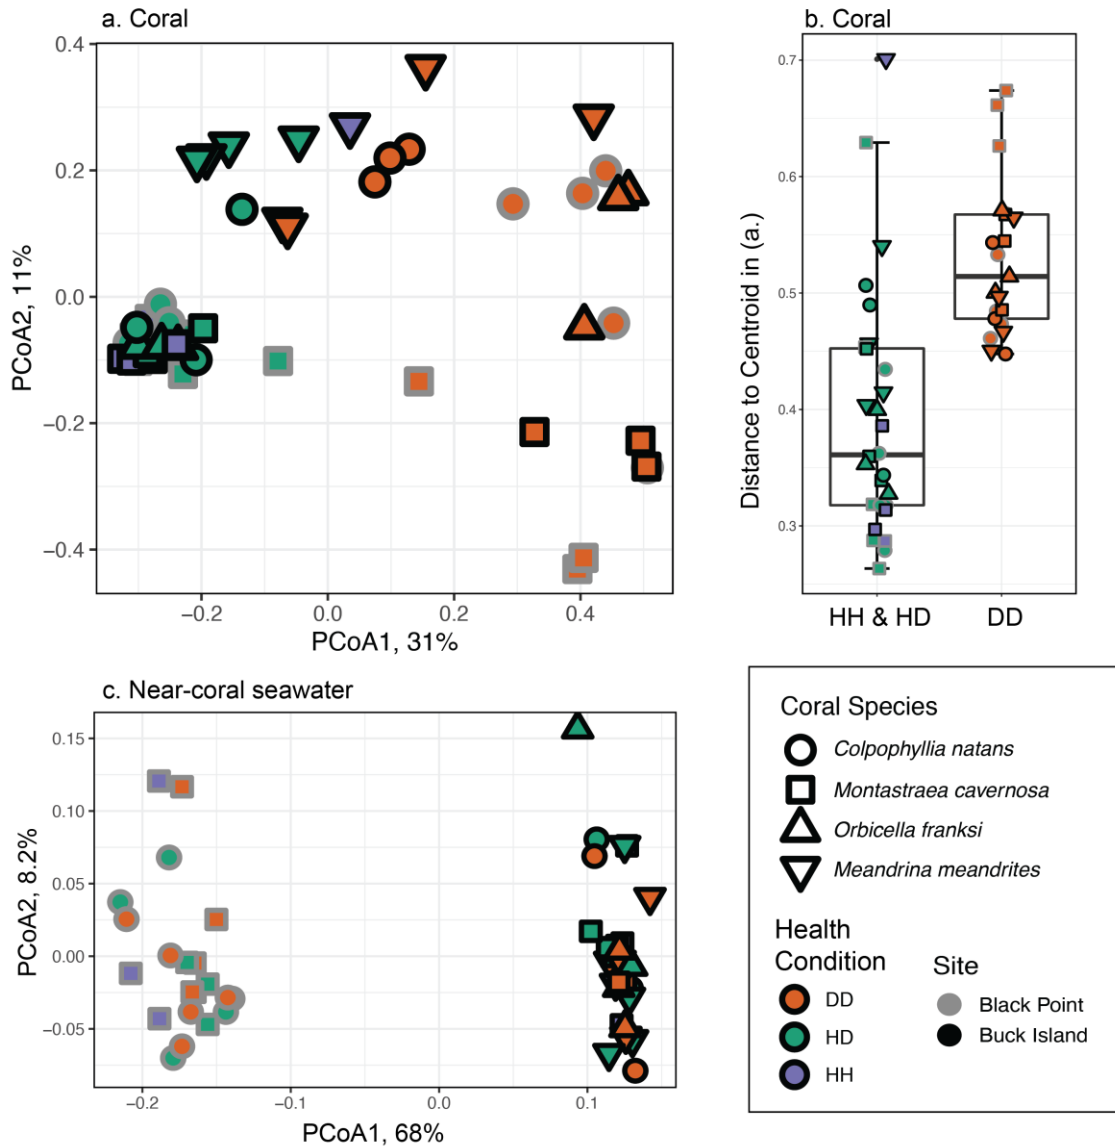 a. Coral
0.4
0.2
0.0
−0.2
−0.4
PCoA2, 11%
−0.2
0.0
0.2
0.4
PCoA1, 31%
b. Coral
0.7
0.6
0.5
0.4
0.3
Distance to Centroid in (a.)
HH & HD
DD
c. Near-coral seawater
0.15
0.10
0.05
0.00
−0.05
PCoA2, 8.2%
−0.2
−0.1
0.0
0.1
PCoA1, 68%
Coral Species
Colpophyllia natans
Montastraea cavernosa
Orbicella franksi
Meandrina meandrites
Health
Condition
DD
HD
HH
Site
Black Point
Buck Island